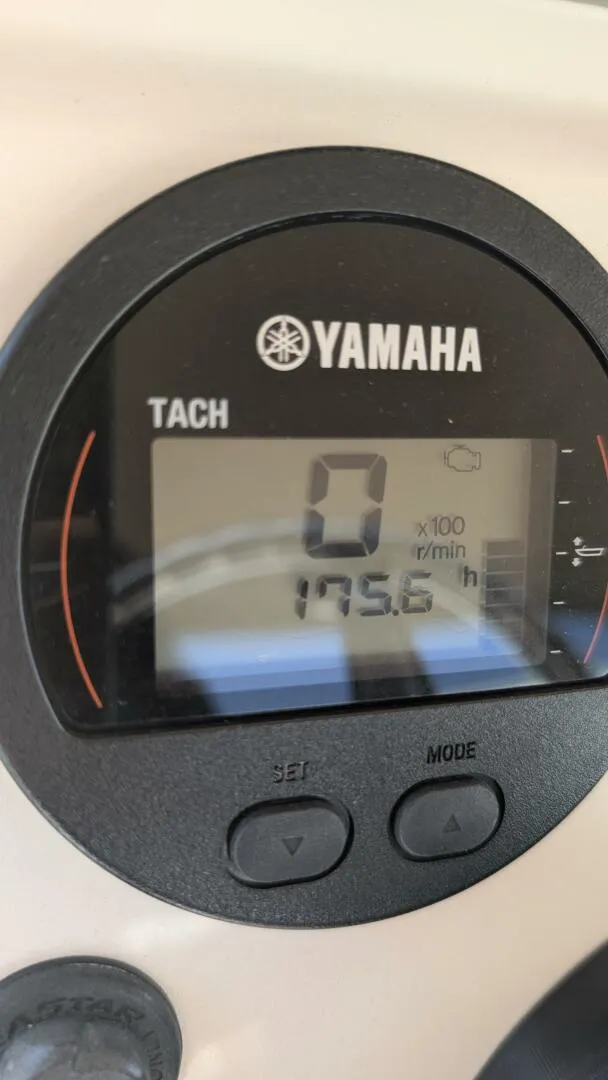 YAMAHA
TACH
0
x100
r/min
175.6 h
SET
MODE